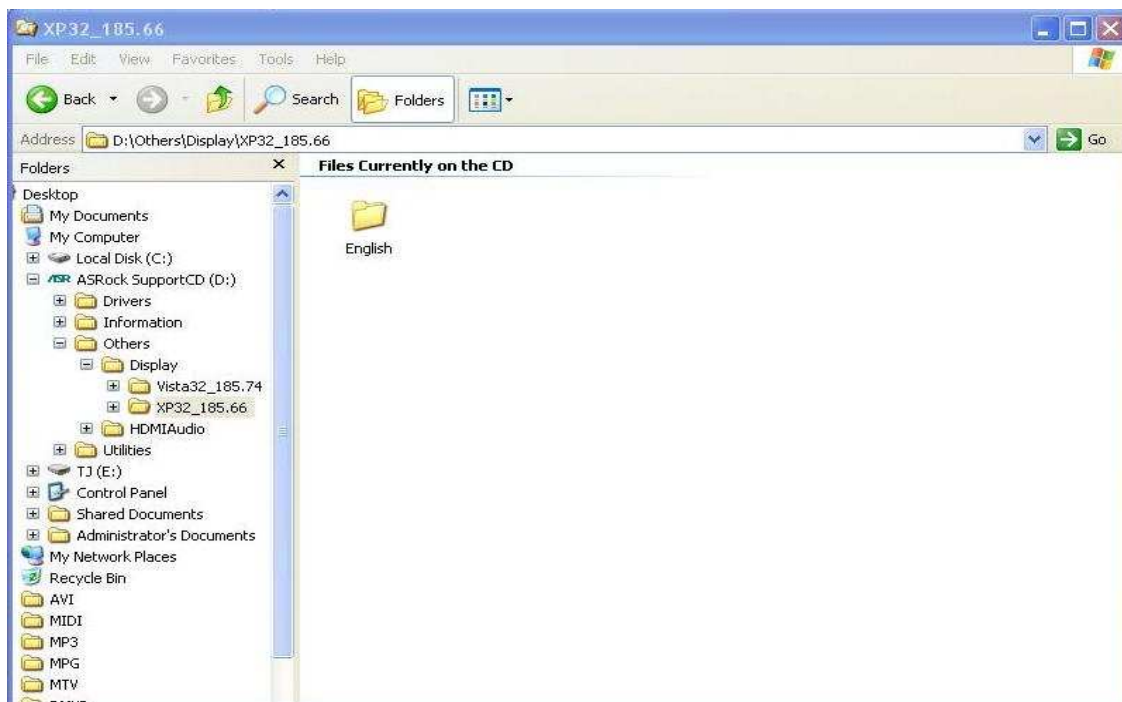 XP32_185.66
File Edit View Favorites Tools Help
Back Search Folders
Address D:\Others\Display\XP32_185.66 Go
Folders
Files Currently on the CD
Desktop
My Documents
My Computer
Local Disk (C:)
ASR ASRock SupportCD (D:)
Drivers
Information
Others
Display
Vista32_185.74
XP32_185.66
HDMIAudio
Utilities
TJ (E:)
Control Panel
Shared Documents
Administrator's Documents
My Network Places
Recycle Bin
AVI
MIDI
MP3
MPG
MTV
English